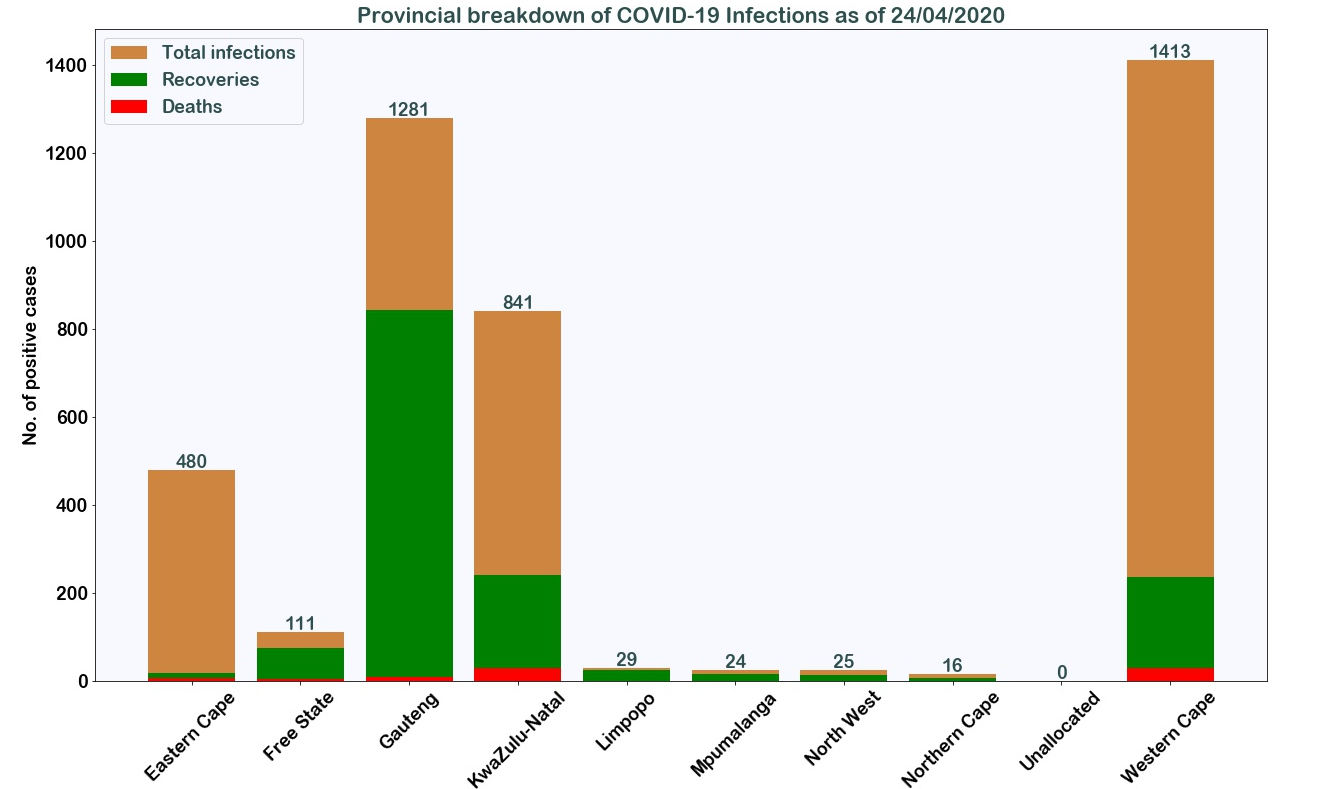 Provincial breakdown of COVID-19 Infections as of 24/04/2020
Total infections
Recoveries
Deaths
No. of positive cases
1400
1200
1000
800
600
400
200
0
480
111
1281
841
29
24
25
16
0
1413
Eastern Cape
Free State
Gauteng
KwaZulu-Natal
Limpopo
Mpumalanga
North West
Northern Cape
Unallocated
Western Cape